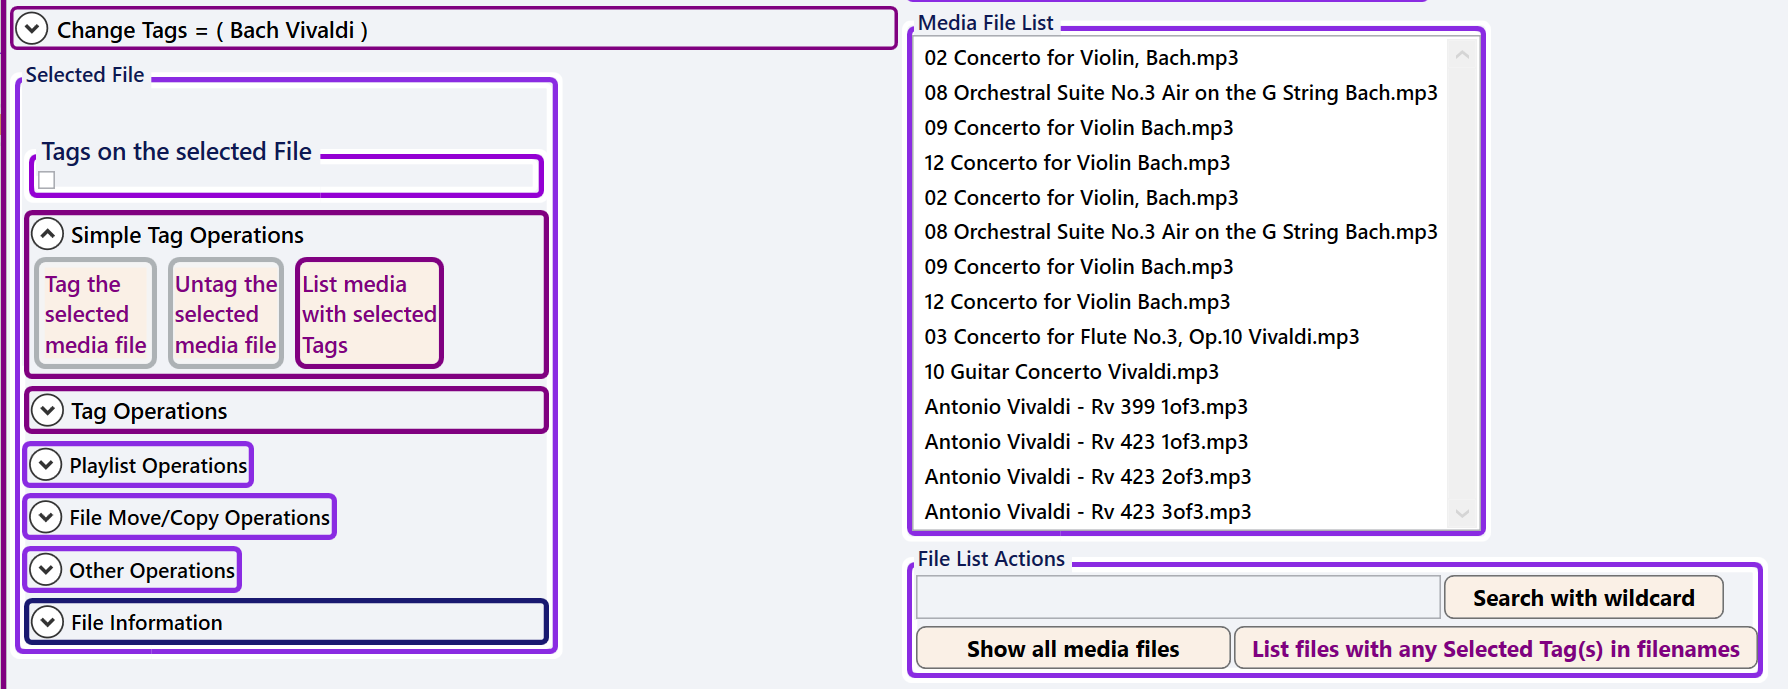 Change Tags = ( Bach Vivaldi )
Selected File
Tags on the selected File
Simple Tag Operations
Tag the
selected
media file
Untag the
selected
media file
List media
with selected
Tags
Tag Operations
Playlist Operations
File Move/Copy Operations
Other Operations
File Information
Media File List
02 Concerto for Violin, Bach.mp3
08 Orchestral Suite No.3 Air on the G String Bach.mp3
09 Concerto for Violin Bach.mp3
12 Concerto for Violin Bach.mp3
02 Concerto for Violin, Bach.mp3
08 Orchestral Suite No.3 Air on the G String Bach.mp3
09 Concerto for Violin Bach.mp3
12 Concerto for Violin Bach.mp3
03 Concerto for Flute No.3, Op.10 Vivaldi.mp3
10 Guitar Concerto Vivaldi.mp3
Antonio Vivaldi - Rv 399 1of3.mp3
Antonio Vivaldi - Rv 423 1of3.mp3
Antonio Vivaldi - Rv 423 2of3.mp3
Antonio Vivaldi - Rv 423 3of3.mp3
File List Actions
Search with wildcard
Show all media files
List files with any Selected Tag(s) in filenames